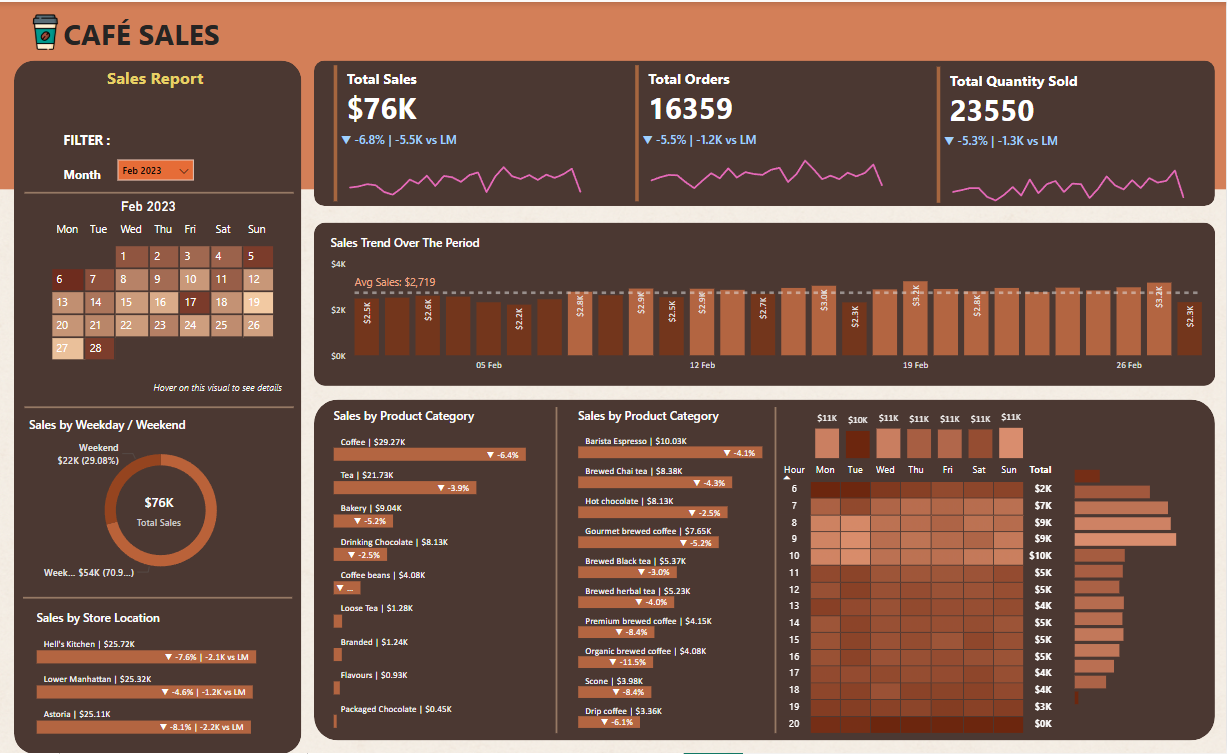 CAFÉ SALES
Sales Report
FILTER :
Month
Feb 2023
Feb 2023
Mon Tue Wed Thu Fri Sat Sun
1 2 3 4 5
6 7 8 9 10 11 12
13 14 15 16 17 18 19
20 21 22 23 24 25 26
27 28
Hover on this visual to see details
Sales by Weekday / Weekend
Weekend
$22K (29.08%)
$76K
Total Sales
Week... $54K (70.9...)
Sales by Store Location
Hell's Kitchen | $25.72K
▼ -7.6% | -2.1K vs LM
Lower Manhattan | $25.32K
▼ -4.6% | -1.2K vs LM
Astoria | $25.11K
▼ -8.1% | -2.2K vs LM
Total Sales
$76K
▼ -6.8% | -5.5K vs LM
Total Orders
16359
▼ -5.5% | -1.2K vs LM
Total Quantity Sold
23550
▼ -5.3% | -1.3K vs LM
Sales Trend Over The Period
$4K
$2K
$0K
Avg Sales: $2,719
$2.5K
$2.6K
$2.2K
$2.8K
$2.9K
$2.5K
$2.9K
$2.7K
$3.0K
$2.3K
$3.2K
$2.8K
$3.2K
$2.3K
05 Feb
12 Feb
19 Feb
26 Feb
Sales by Product Category
Coffee | $29.27K
▼ -6.4%
Tea | $21.73K
▼ -3.9%
Bakery | $9.04K
▼ -5.2%
Drinking Chocolate | $8.13K
▼ -2.5%
Coffee beans | $4.08K
▼ ...
Loose Tea | $1.28K
Branded | $1.24K
Flavours | $0.93K
Packaged Chocolate | $0.45K
Sales by Product Category
Barista Espresso | $10.03K
▼ -4.1%
Brewed Chai tea | $8.38K
▼ -4.3%
Hot chocolate | $8.13K
▼ -2.5%
Gourmet brewed coffee | $7.65K
▼ -5.2%
Brewed Black tea | $5.37K
▼ -3.0%
Brewed herbal tea | $5.23K
▼ -4.0%
Premium brewed coffee | $4.15K
▼ -8.4%
Organic brewed coffee | $4.08K
▼ -11.5%
Scone | $3.98K
▼ -8.4%
Drip coffee | $3.36K
▼ -6.1%
$11K $10K $11K $11K $11K $11K $11K
Hour Mon Tue Wed Thu Fri Sat Sun Total
6 $2K
7 $7K
8 $9K
9 $9K
10 $10K
11 $5K
12 $5K
13 $4K
14 $5K
15 $5K
16 $5K
17 $4K
18 $4K
19 $3K
20 $0K